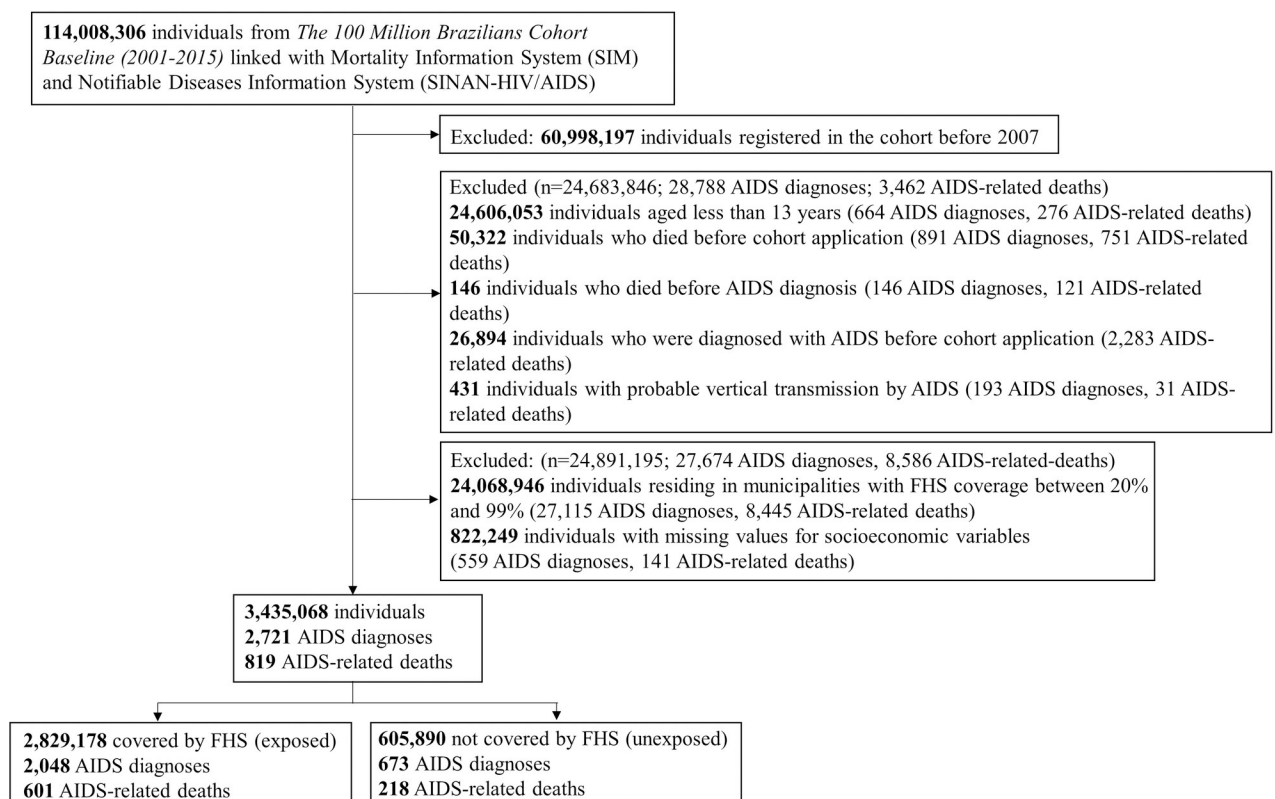 114,008,306 individuals from The 100 Million Brazilians Cohort
Baseline (2001-2015) linked with Mortality Information System (SIM)
and Notifiable Diseases Information System (SINAN-HIV/AIDS)
Excluded: 60,998,197 individuals registered in the cohort before 2007
Excluded (n=24,683,846; 28,788 AIDS diagnoses; 3,462 AIDS-related deaths)
24,606,053 individuals aged less than 13 years (664 AIDS diagnoses, 276 AIDS-related deaths)
50,322 individuals who died before cohort application (891 AIDS diagnoses, 751 AIDS-related
deaths)
146 individuals who died before AIDS diagnosis (146 AIDS diagnoses, 121 AIDS-related
deaths)
26,894 individuals who were diagnosed with AIDS before cohort application (2,283 AIDS-
related deaths)
431 individuals with probable vertical transmission by AIDS (193 AIDS diagnoses, 31 AIDS-
related deaths)
Excluded: (n=24,891,195; 27,674 AIDS diagnoses, 8,586 AIDS-related-deaths)
24,068,946 individuals residing in municipalities with FHS coverage between 20%
and 99% (27,115 AIDS diagnoses, 8,445 AIDS-related deaths)
822,249 individuals with missing values for socioeconomic variables
(559 AIDS diagnoses, 141 AIDS-related deaths)
3,435,068 individuals
2,721 AIDS diagnoses
819 AIDS-related deaths
2,829,178 covered by FHS (exposed)
2,048 AIDS diagnoses
601 AIDS-related deaths
605,890 not covered by FHS (unexposed)
673 AIDS diagnoses
218 AIDS-related deaths